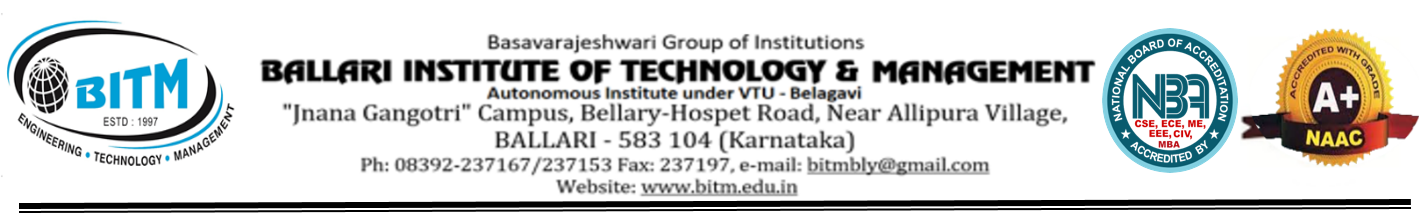 BITM
ESTD : 1997
ENGINEERING • TECHNOLOGY • MANAGEMENT
Basavarajeshwari Group of Institutions
BALLARI INSTITUTE OF TECHNOLOGY & MANAGEMENT
Autonomous Institute under VTU - Belagavi
"Jnana Gangotri" Campus, Bellary-Hospet Road, Near Allipura Village,
BALLARI - 583 104 (Karnataka)
Ph: 08392-237167/237153 Fax: 237197, e-mail: bitmbly@gmail.com
Website: www.bitm.edu.in
NATIONAL BOARD OF ACCREDITATION
NBA
CSE, ECE, ME,
EEE, CIV,
MBA
★ ACCREDITED BY ★
ACCREDITED WITH GRADE
A+
NAAC